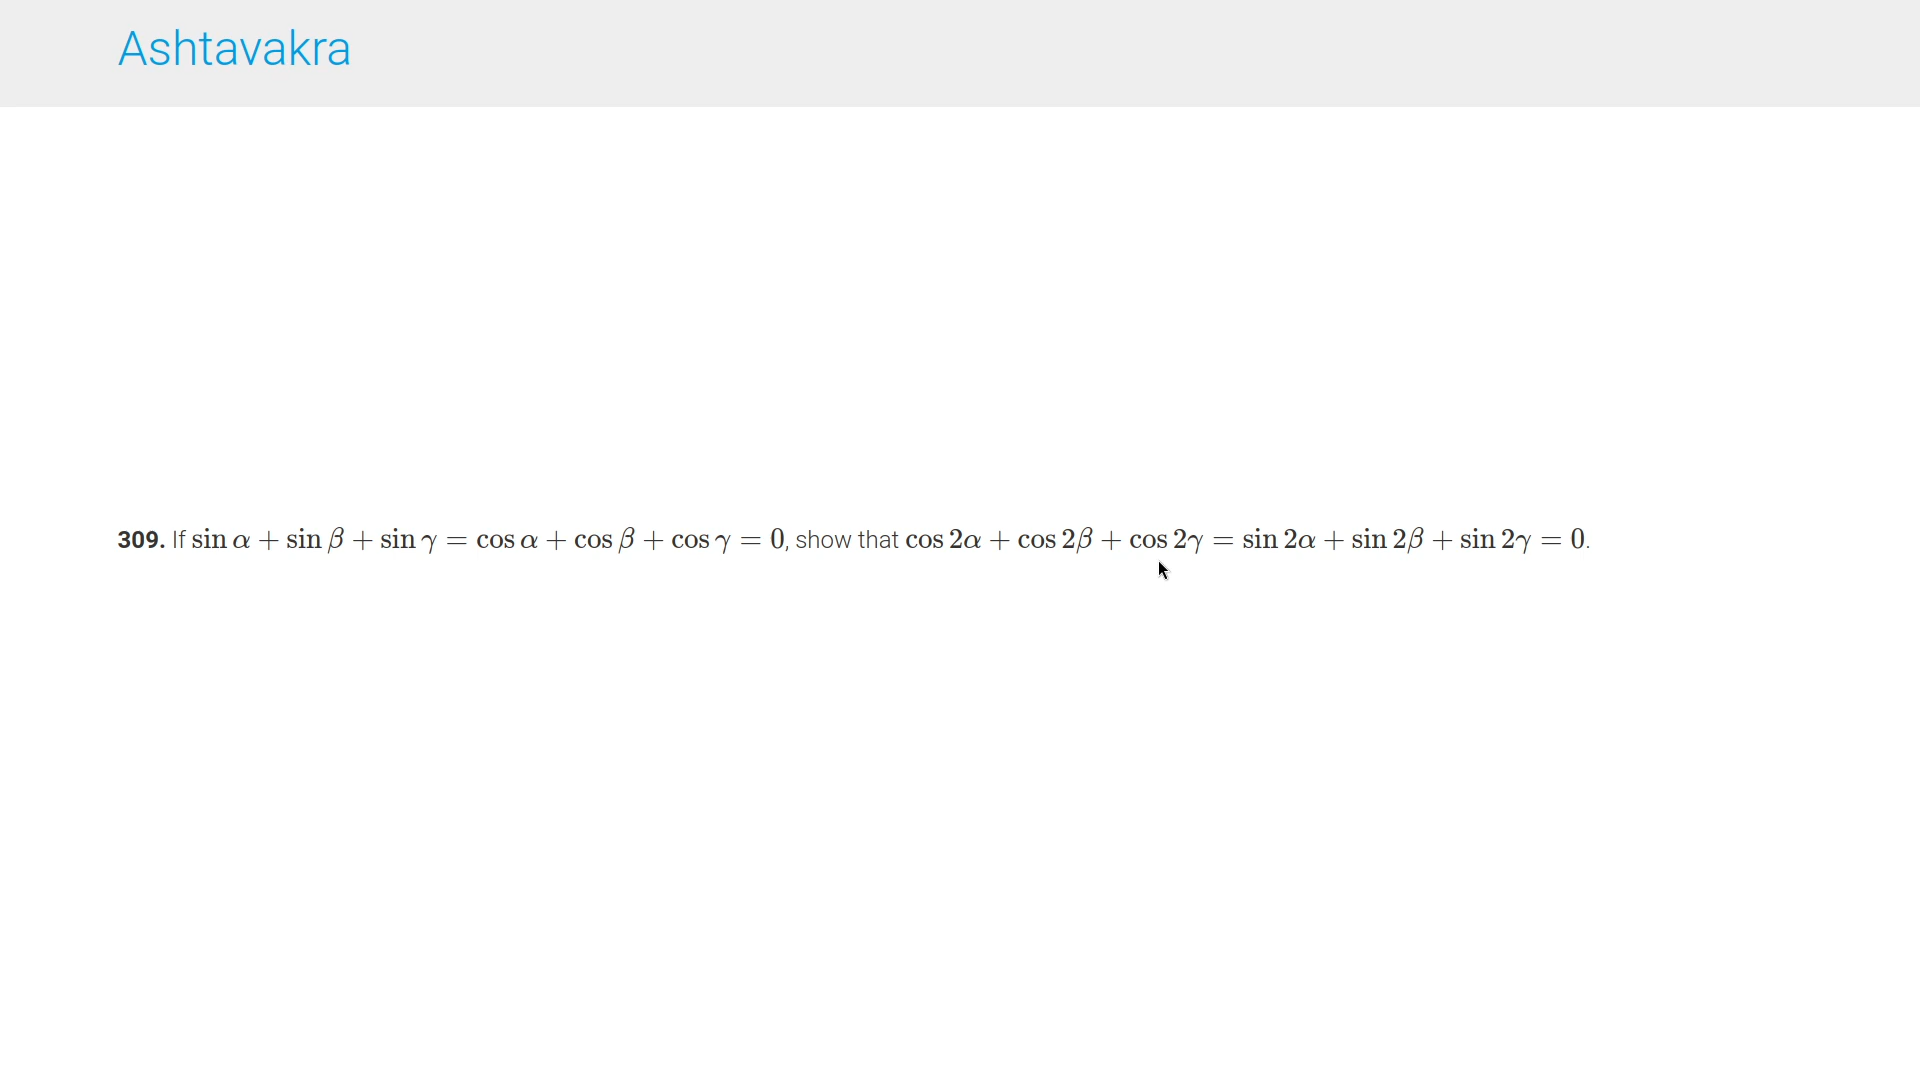 Ashtavakra
309. If sin α + sin β + sin γ = cos α + cos β + cos γ = 0, show that cos 2α + cos 2β + cos 2γ = sin 2α + sin 2β + sin 2γ = 0.